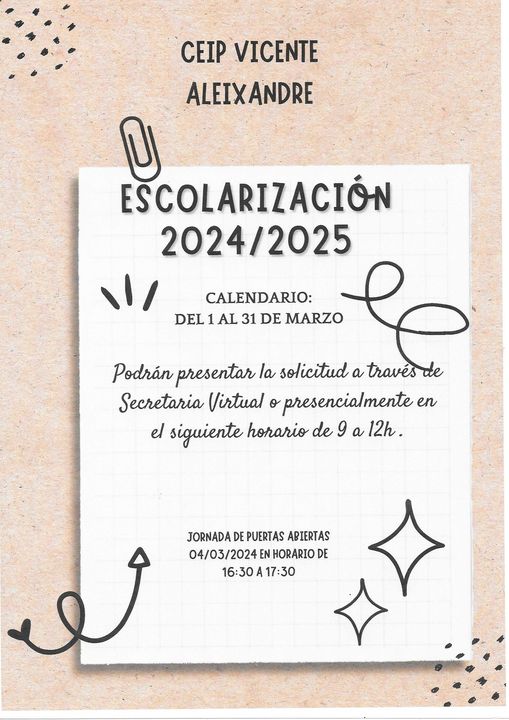 CEIP VICENTE
ALEIXANDRE
ESCOLARIZACIÓN
2024/2025
CALENDARIO:
DEL 1 AL 31 DE MARZO
Podrán presentar la solicitud a través de
Secretaria Virtual o presencialmente en
el siguiente horario de 9 a 12h .
JORNADA DE PUERTAS ABIERTAS
04/03/2024 EN HORARIO DE
16:30 A 17:30